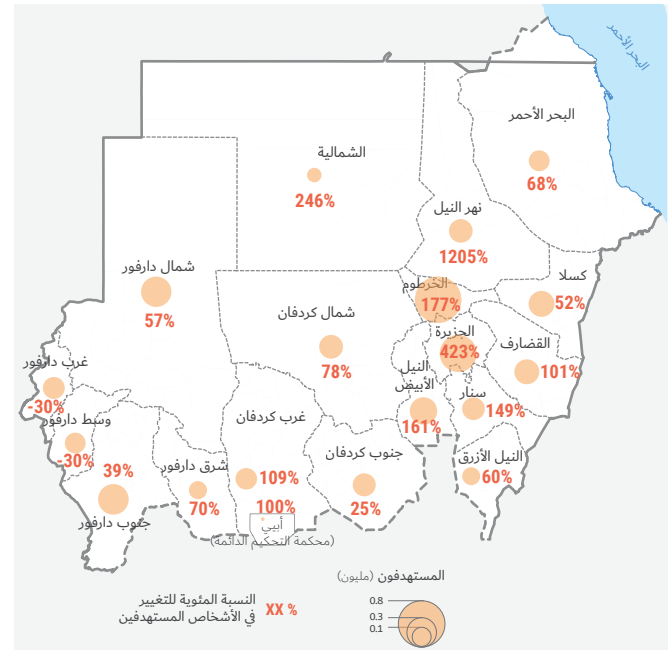 البحر الأحمر
البحر الأحمر
68%
الشمالية
246%
نهر النيل
1205%
شمال دارفور
57%
كسلا
52%
الخرطوم
177%
شمال كردفان
78%
الجزيرة
423%
القضارف
101%
النيل
الأبيض
161%
سنار
149%
غرب دارفور
-30%
وسط دارفور
-30%
39%
جنوب دارفور
شرق دارفور
70%
غرب كردفان
109%
100%
أبيي
(محكمة التحكيم الدائمة)
جنوب كردفان
25%
النيل الأزرق
60%
المستهدفون (مليون)
0.8
0.3
0.1
XX % النسبة المئوية للتغيير
في الأشخاص المستهدفين